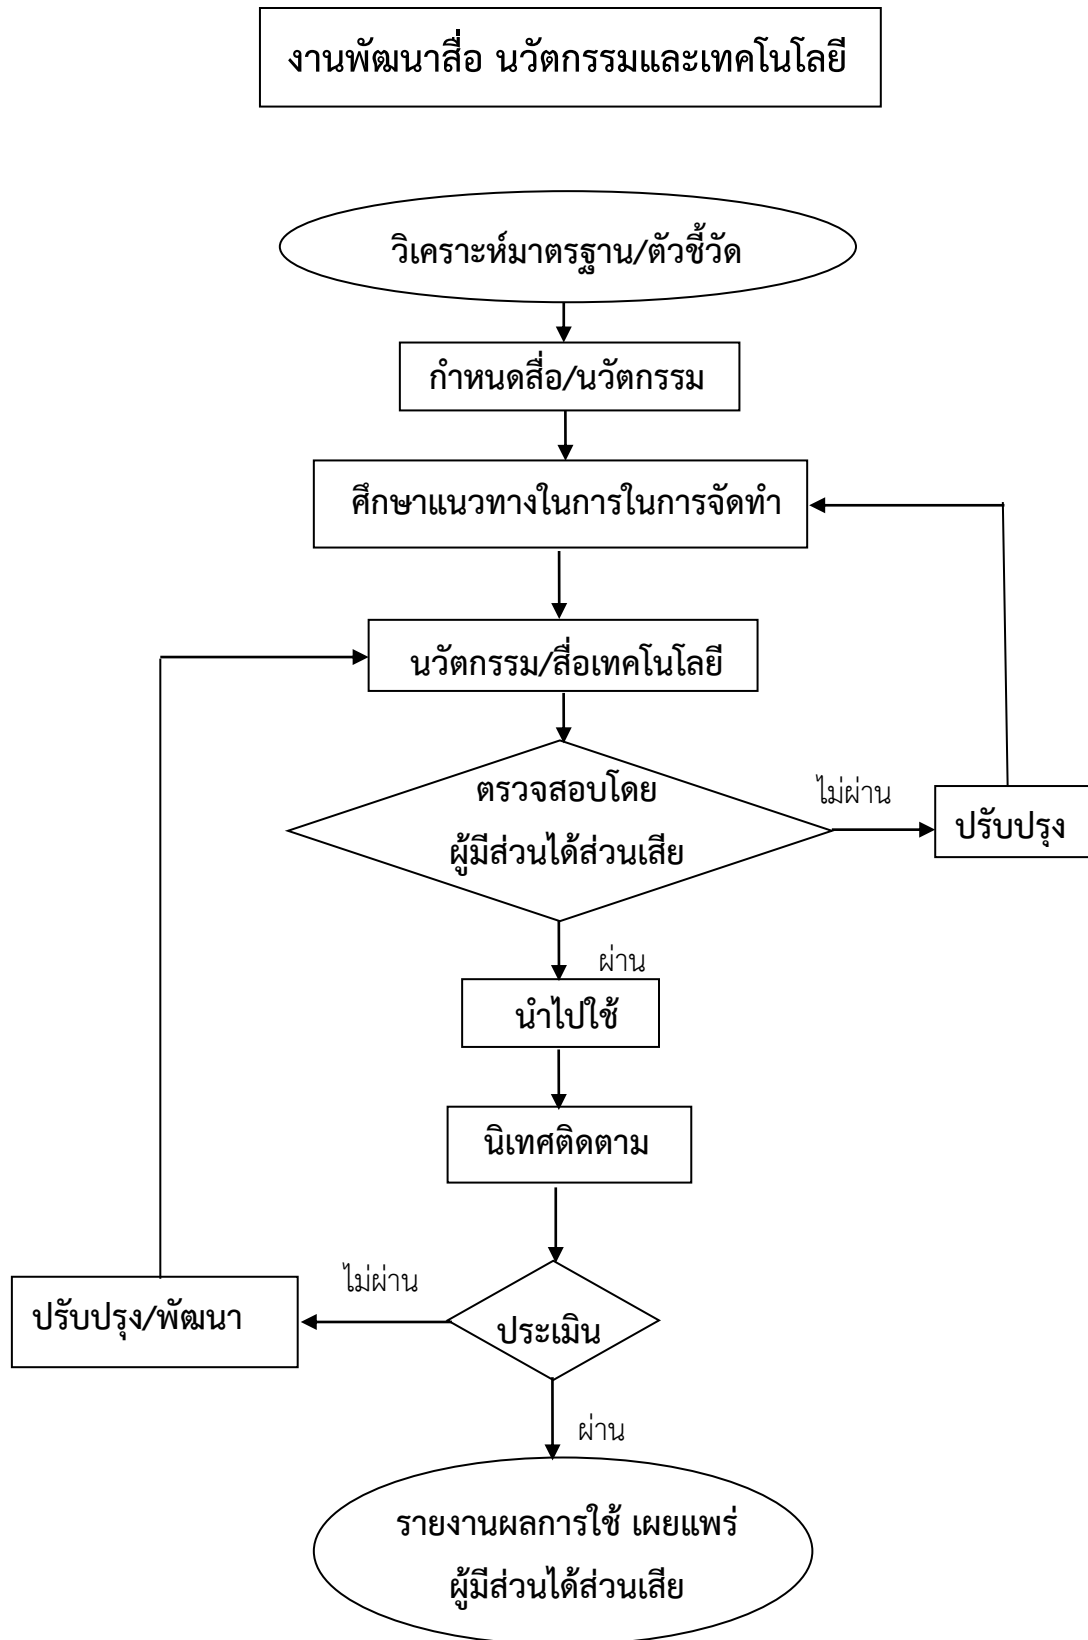 งานพัฒนาสื่อ นวัตกรรมและเทคโนโลยี
วิเคราะห์มาตรฐาน/ตัวชี้วัด
กำหนดสื่อ/นวัตกรรม
ศึกษาแนวทางในการในการจัดทำ
นวัตกรรม/สื่อเทคโนโลยี
ตรวจสอบโดย
ผู้มีส่วนได้ส่วนเสีย
ไม่ผ่าน
ปรับปรุง
ผ่าน
นำไปใช้
นิเทศติดตาม
ไม่ผ่าน
ปรับปรุง/พัฒนา
ประเมิน
ผ่าน
รายงานผลการใช้ เผยแพร่
ผู้มีส่วนได้ส่วนเสีย